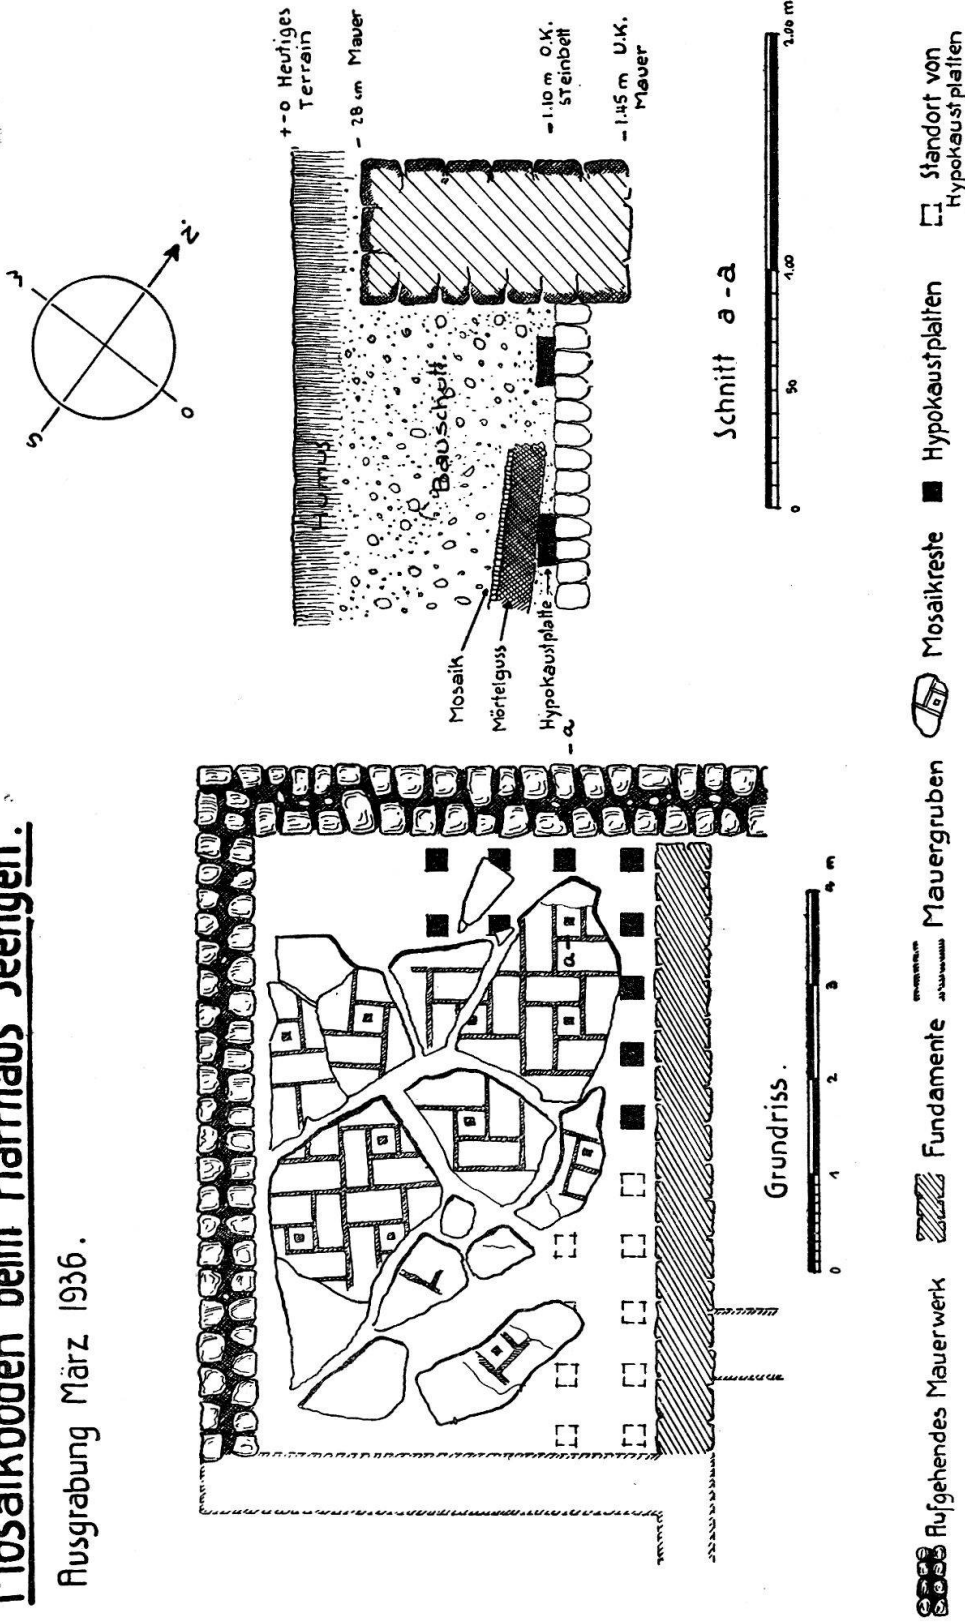 Mosaikboden beim Pfarrhaus Seengen.
Ausgrabung März 1936.
S
N.
O
+-0 Heutiges
Terrain
- 28 cm Mauer
-1.10 m O.K.
Steinbett
-1.45 m U.K.
Mauer
Humus
Bauschutt
Mosaik
Mörtelguss
Hypokaustplatte
Schnitt a-a
0 50 1.00 2.00 m
a
a
Grundriss.
0 1 2 3 4 m
Aufgehendes Mauerwerk
Fundamente
Mauergruben
Mosaikreste
Hypokaustplatten
Standort von
Hypokaustplatten